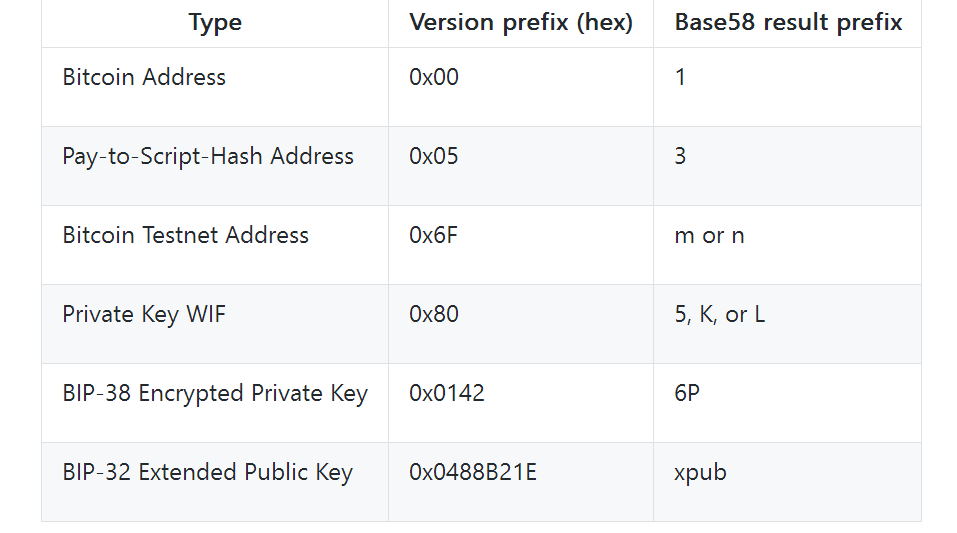 Type Version prefix (hex) Base58 result prefix
Bitcoin Address 0x00 1
Pay-to-Script-Hash Address 0x05 3
Bitcoin Testnet Address 0x6F m or n
Private Key WIF 0x80 5, K, or L
BIP-38 Encrypted Private Key 0x0142 6P
BIP-32 Extended Public Key 0x0488B21E xpub